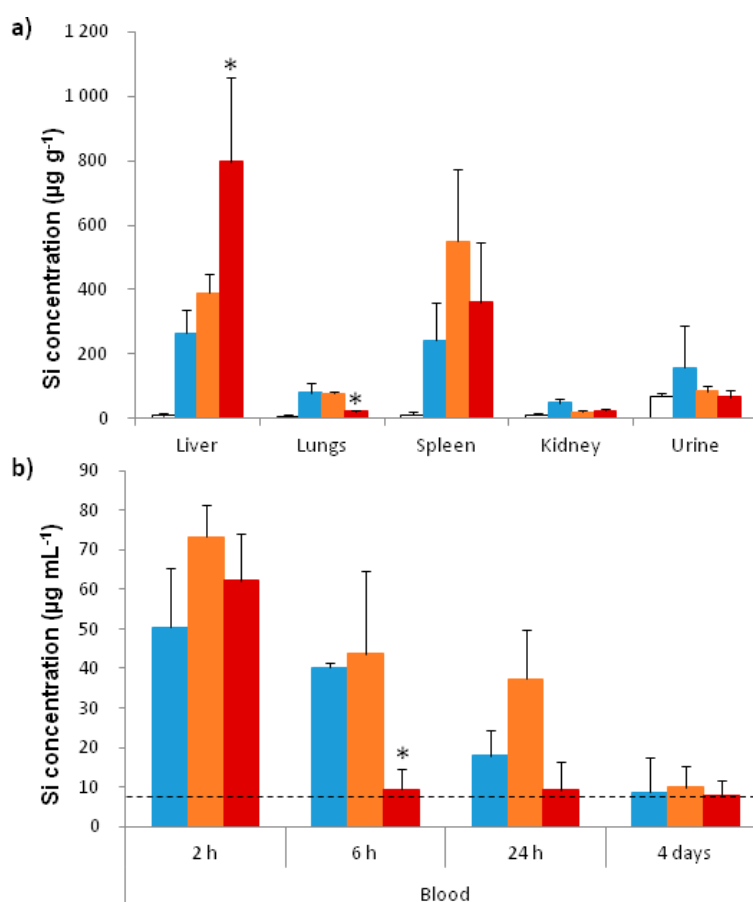 a)
Si concentration (µg g⁻¹)
1 200
1 000
800
600
400
200
0
*
*
Liver Lungs Spleen Kidney Urine
b)
Si concentration (µg mL⁻¹)
90
80
70
60
50
40
30
20
10
0
*
2 h 6 h 24 h 4 days
Blood